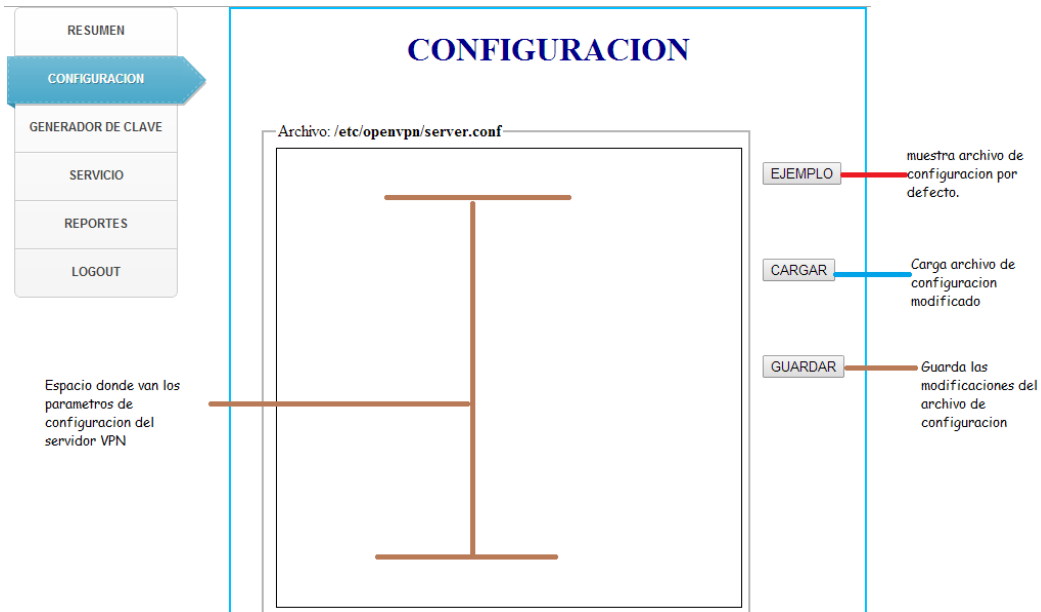 RESUMEN
CONFIGURACION
GENERADOR DE CLAVE
SERVICIO
REPORTES
LOGOUT
CONFIGURACION
Archivo: /etc/openvpn/server.conf
EJEMPLO
muestra archivo de
configuracion por
defecto.
CARGAR
Carga archivo de
configuracion
modificado
GUARDAR
Guarda las
modificaciones del
archivo de
configuracion
Espacio donde van los
parametros de
configuracion del
servidor VPN